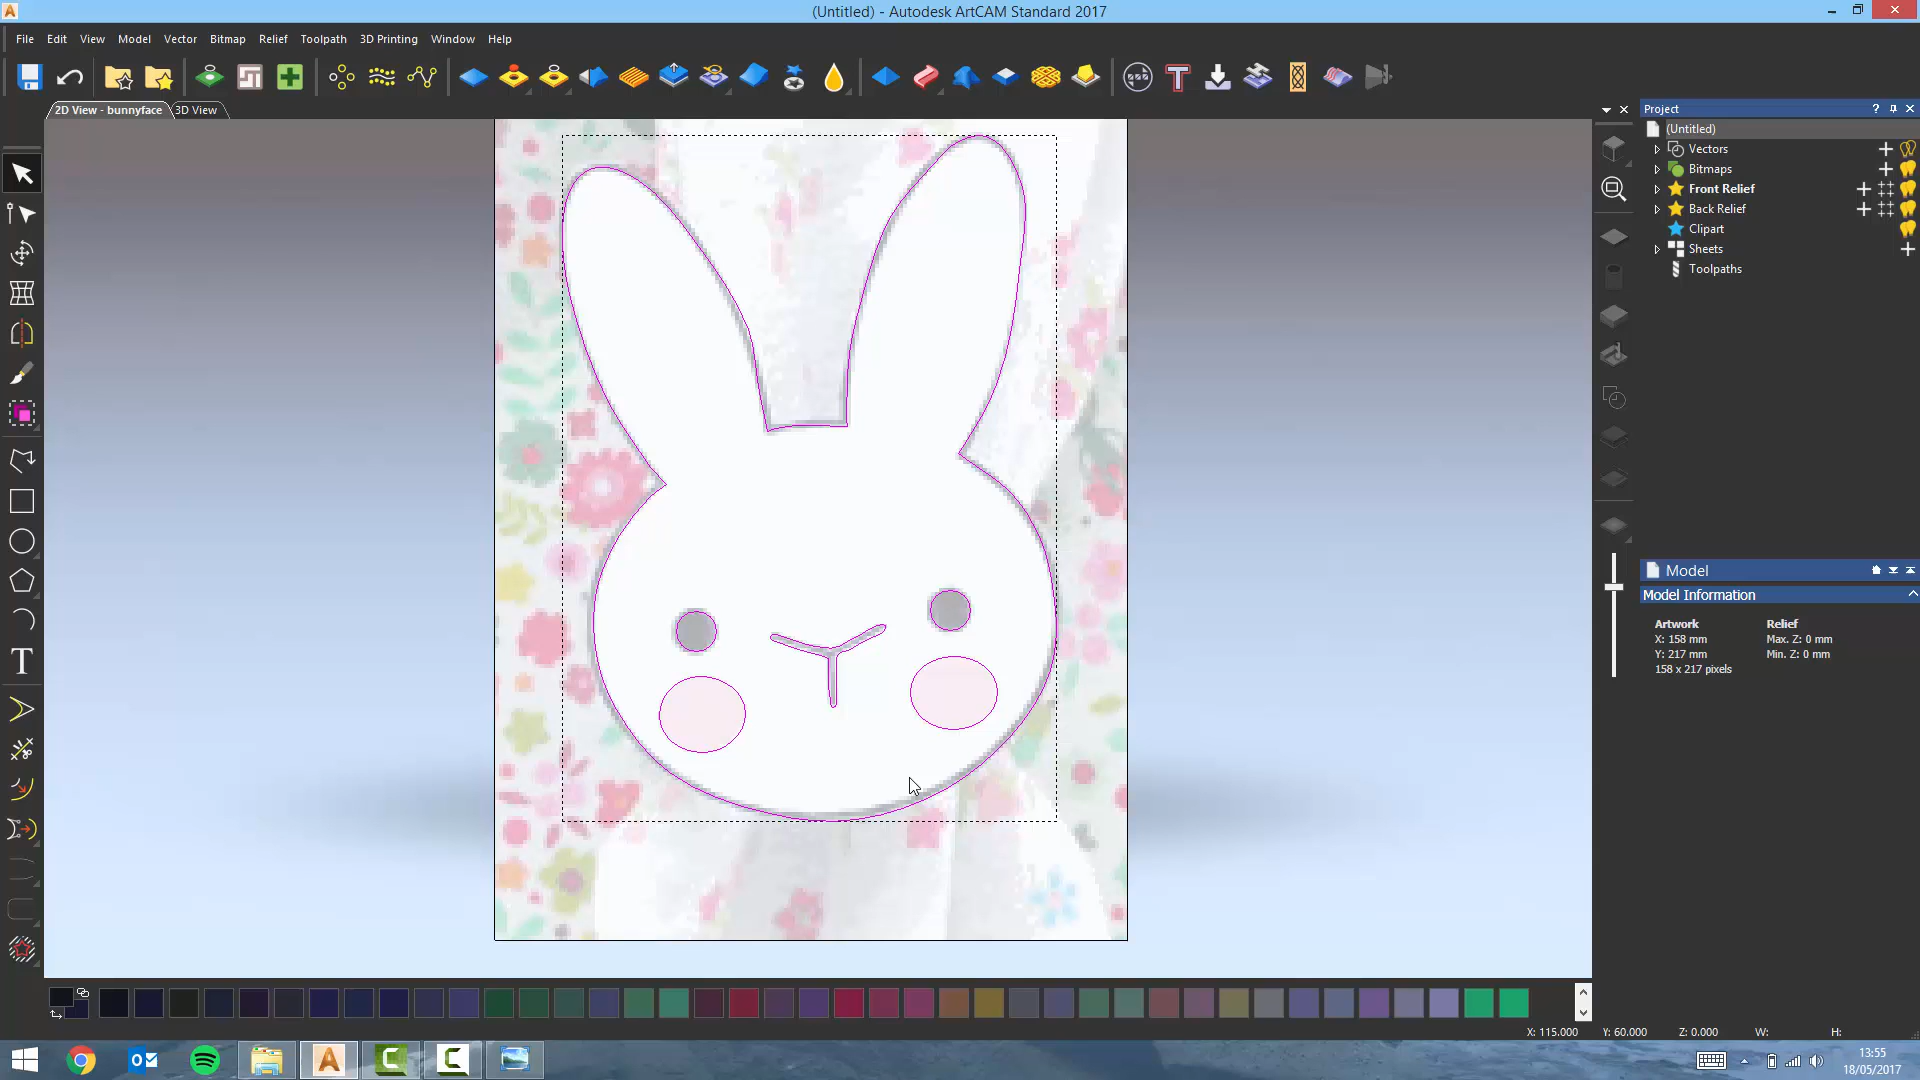 (Untitled) - Autodesk ArtCAM Standard 2017
File Edit View Model Vector Bitmap Relief Toolpath 3D Printing Window Help
2D View - bunnyface 3D View
Project
(Untitled)
Vectors
Bitmaps
Front Relief
Back Relief
Clipart
Sheets
Toolpaths
Model
Model Information
Artwork Relief
X: 158 mm Max. Z: 0 mm
Y: 217 mm Min. Z: 0 mm
158 x 217 pixels
X: 115.000 Y: 60.000 Z: 0.000 W: H:
13:55
18/05/2017